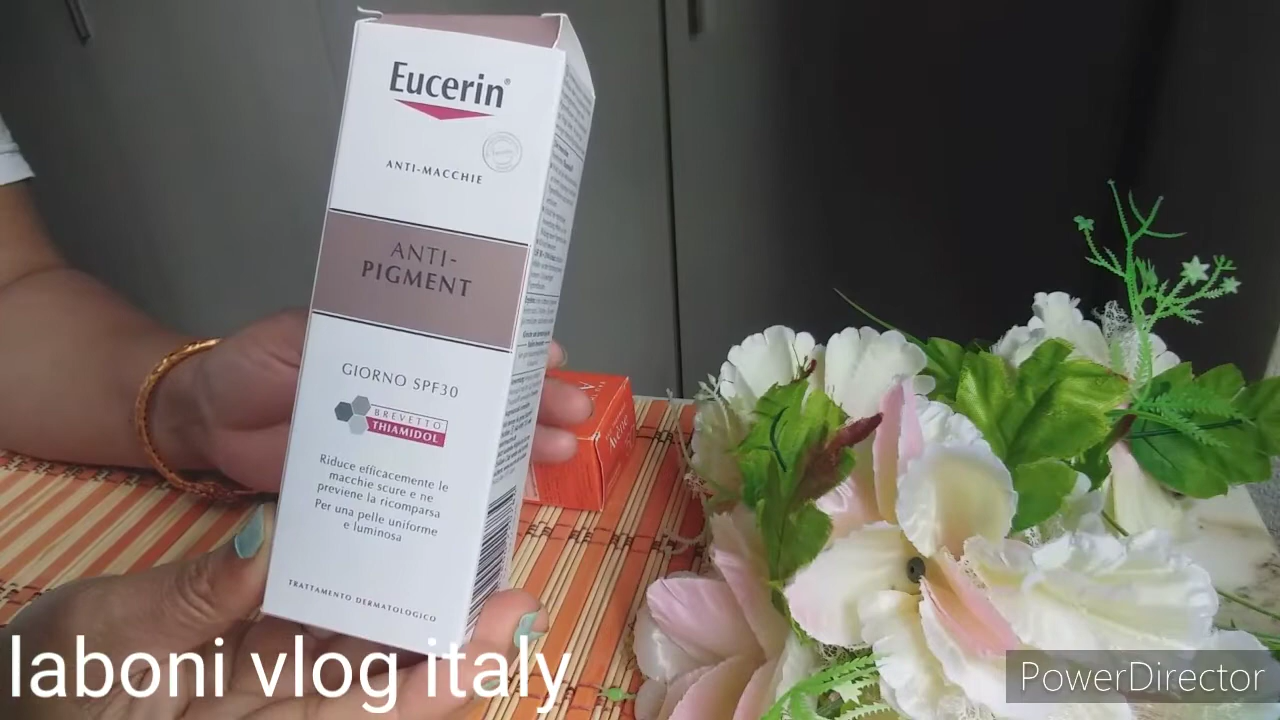 Eucerin®
ANTI-MACCHIE
ANTI-
PIGMENT
GIORNO SPF30
BREVETTO
THIAMIDOL
Riduce efficacemente le
macchie scure e ne
previene la ricomparsa
Per una pelle uniforme
e luminosa
TRATTAMENTO DERMATOLOGICO
laboni vlog italy
PowerDirector